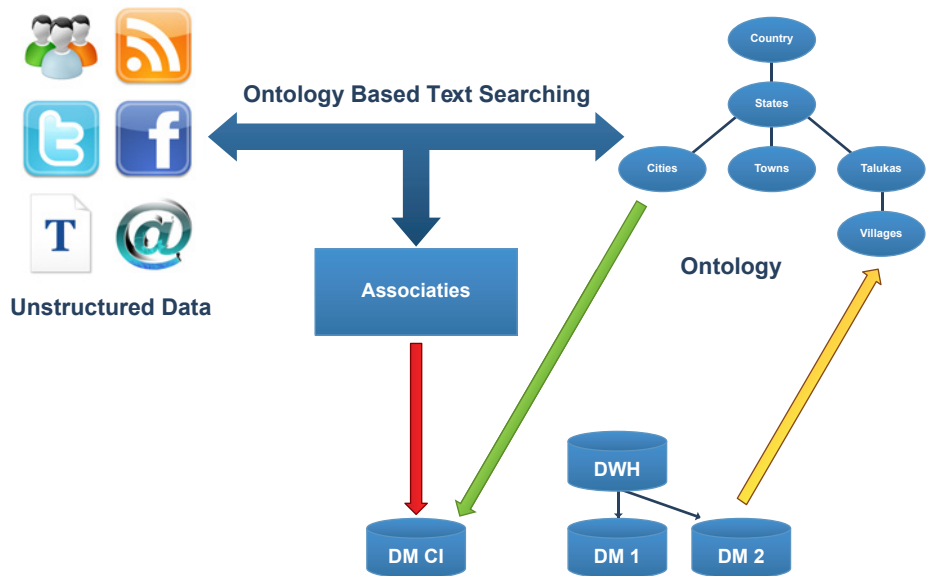 Country
Ontology Based Text Searching
States
Cities
Towns
Talukas
T
@
Villages
Ontology
Associaties
Unstructured Data
DWH
DM CI
DM 1
DM 2